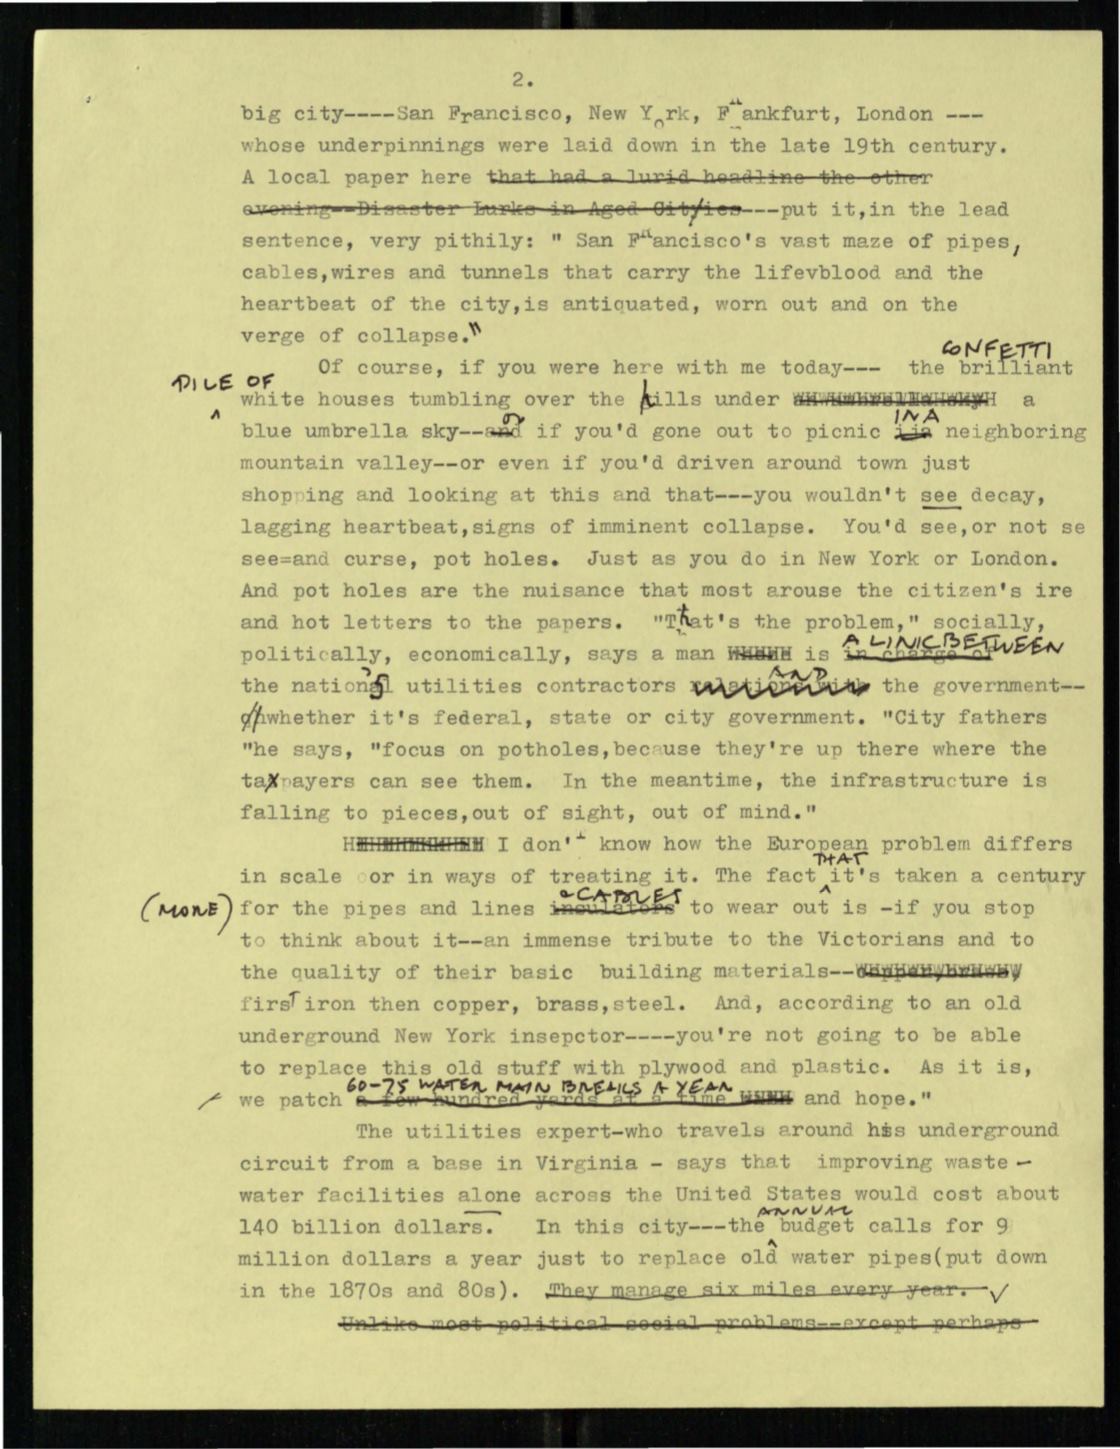 2.
big city----San Francisco, New York, Frankfurt, London ---
whose underpinnings were laid down in the late 19th century.
A local paper here that had a lurid headline the other
evening--Disaster Lurks in Aged City/ies---put it,in the lead
sentence, very pithily: " San Francisco's vast maze of pipes,
cables,wires and tunnels that carry the lifevblood and the
heartbeat of the city,is antiquated, worn out and on the
verge of collapse."
CONFETTI
Of course, if you were here with me today--- the brilliant
PILE OF
white houses tumbling over the hills under a
or IN A
blue umbrella sky--and if you'd gone out to picnic neighboring
mountain valley--or even if you'd driven around town just
shopping and looking at this and that---you wouldn't see decay,
lagging heartbeat,signs of imminent collapse. You'd see,or not se
see=and curse, pot holes. Just as you do in New York or London.
And pot holes are the nuisance that most arouse the citizen's ire
and hot letters to the papers. "That's the problem," socially,
A LINK BETWEEN
politically, economically, says a man is in charge of
AND
the nation's utilities contractors relations with the government--
whether it's federal, state or city government. "City fathers
"he says, "focus on potholes,because they're up there where the
taxpayers can see them. In the meantime, the infrastructure is
falling to pieces,out of sight, out of mind."
I don't know how the European problem differs
THAT
in scale or in ways of treating it. The fact it's taken a century
& CABLES
(MORE) for the pipes and lines insulators to wear out is -if you stop
to think about it--an immense tribute to the Victorians and to
the quality of their basic building materials--copper,brass,
first iron then copper, brass,steel. And, according to an old
underground New York insepctor----you're not going to be able
to replace this old stuff with plywood and plastic. As it is,
60-75 WATER MAIN BREAKS A YEAR
we patch a few hundred yards at a time and hope."
The utilities expert-who travels around his underground
circuit from a base in Virginia - says that improving waste-
water facilities alone across the United States would cost about
ANNUAL
140 billion dollars. In this city---the budget calls for 9
million dollars a year just to replace old water pipes(put down
in the 1870s and 80s). They manage six miles every year. ✓
Unlike most political social problems--except perhaps